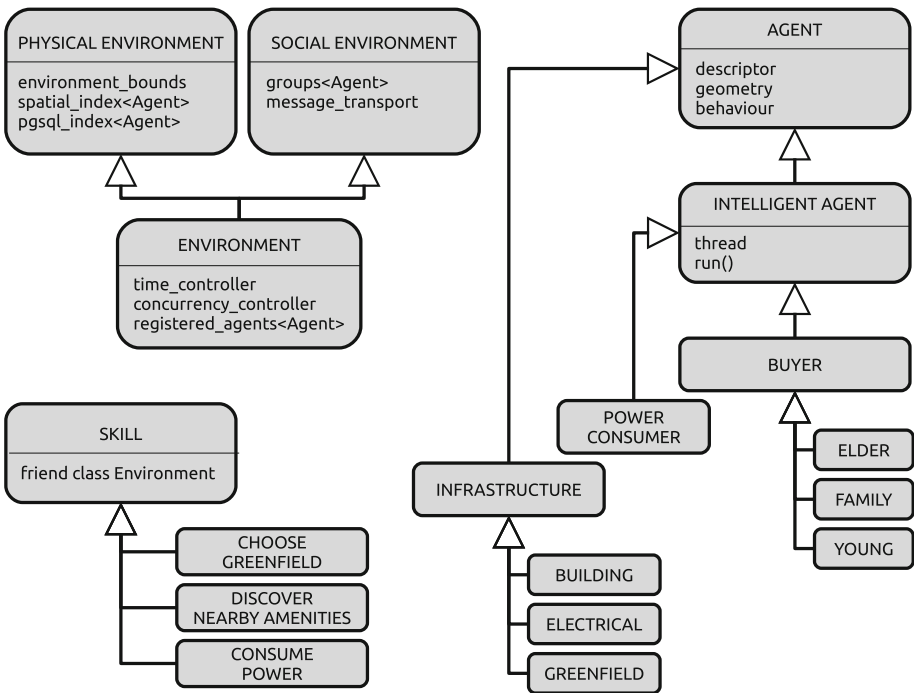 PHYSICAL ENVIRONMENT
environment_bounds
spatial_index<Agent>
pgsql_index<Agent>
SOCIAL ENVIRONMENT
groups<Agent>
message_transport
ENVIRONMENT
time_controller
concurrency_controller
registered_agents<Agent>
AGENT
descriptor
geometry
behaviour
INTELLIGENT AGENT
thread
run()
BUYER
ELDER
FAMILY
YOUNG
POWER
CONSUMER
INFRASTRUCTURE
BUILDING
ELECTRICAL
GREENFIELD
SKILL
friend class Environment
CHOOSE
GREENFIELD
DISCOVER
NEARBY AMENITIES
CONSUME
POWER